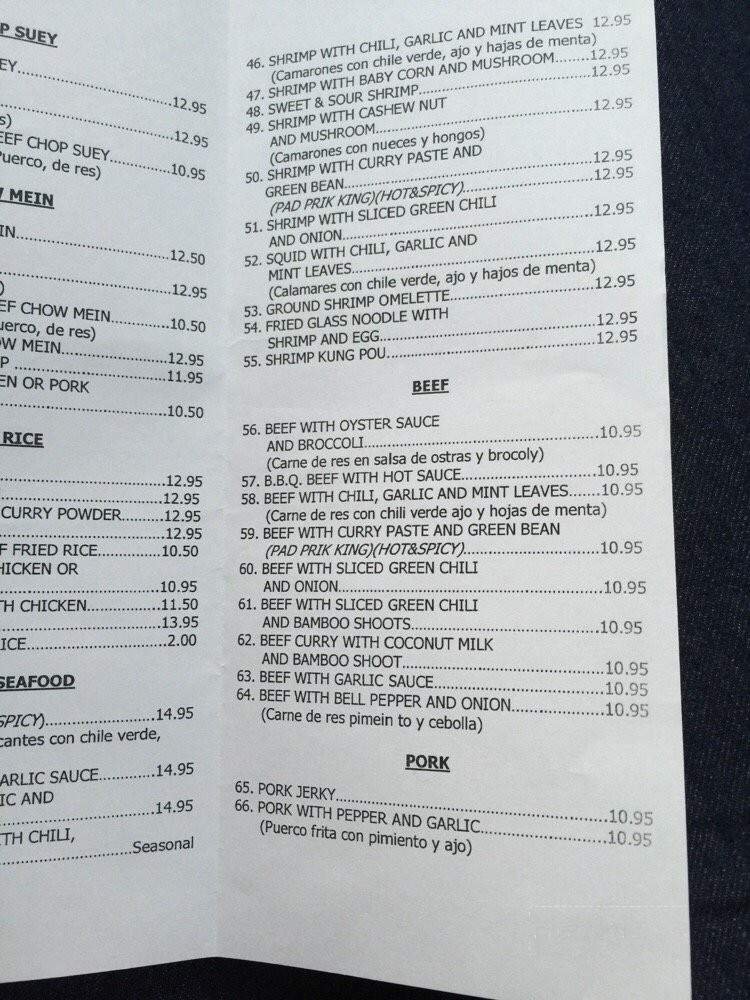 P SUEY
EY...............................12.95
s)...............................12.95
EEF CHOP SUEY................10.95
Puerco, de res)
W MEIN
IN...............................12.50
)...............................12.95
EF CHOW MEIN................10.50
uerco, de res)
OW MEIN.......................12.95
P ...............................11.95
EN OR PORK
...............................10.50
RICE
...............................12.95
...............................12.95
CURRY POWDER............12.95
...............................12.95
F FRIED RICE................10.50
HICKEN OR
...............................10.95
TH CHICKEN................11.50
...............................13.95
ICE...............................2.00
SEAFOOD
SPICY)...........................14.95
cantes con chile verde,
ARLIC SAUCE............14.95
IC AND
...............................14.95
TH CHILI,
...............................Seasonal
46. SHRIMP WITH CHILI, GARLIC AND MINT LEAVES 12.95
(Camarones con chile verde, ajo y hajas de menta)
47. SHRIMP WITH BABY CORN AND MUSHROOM.......12.95
48. SWEET & SOUR SHRIMP...............................12.95
49. SHRIMP WITH CASHEW NUT
AND MUSHROOM...............................12.95
(Camarones con nueces y hongos)
50. SHRIMP WITH CURRY PASTE AND
GREEN BEAN...............................12.95
(PAD PRIK KING)(HOT&SPICY)...................12.95
51. SHRIMP WITH SLICED GREEN CHILI
AND ONION...............................12.95
52. SQUID WITH CHILI, GARLIC AND
MINT LEAVES...............................12.95
(Calamares con chile verde, ajo y hajos de menta)
53. GROUND SHRIMP OMELETTE....................12.95
54. FRIED GLASS NOODLE WITH
SHRIMP AND EGG...............................12.95
55. SHRIMP KUNG POU...............................12.95
BEEF
56. BEEF WITH OYSTER SAUCE
AND BROCCOLI...............................10.95
(Carne de res en salsa de ostras y brocoly)
57. B.B.Q. BEEF WITH HOT SAUCE....................10.95
58. BEEF WITH CHILI, GARLIC AND MINT LEAVES......10.95
(Carne de res con chili verde ajo y hojas de menta)
59. BEEF WITH CURRY PASTE AND GREEN BEAN
(PAD PRIK KING)(HOT&SPICY)....................10.95
60. BEEF WITH SLICED GREEN CHILI
AND ONION...............................10.95
61. BEEF WITH SLICED GREEN CHILI
AND BAMBOO SHOOTS...............................10.95
62. BEEF CURRY WITH COCONUT MILK
AND BAMBOO SHOOT...............................10.95
63. BEEF WITH GARLIC SAUCE.........................10.95
64. BEEF WITH BELL PEPPER AND ONION..............10.95
(Carne de res pimein to y cebolla)
PORK
65. PORK JERKY...............................10.95
66. PORK WITH PEPPER AND GARLIC..................10.95
(Puerco frita con pimiento y ajo)